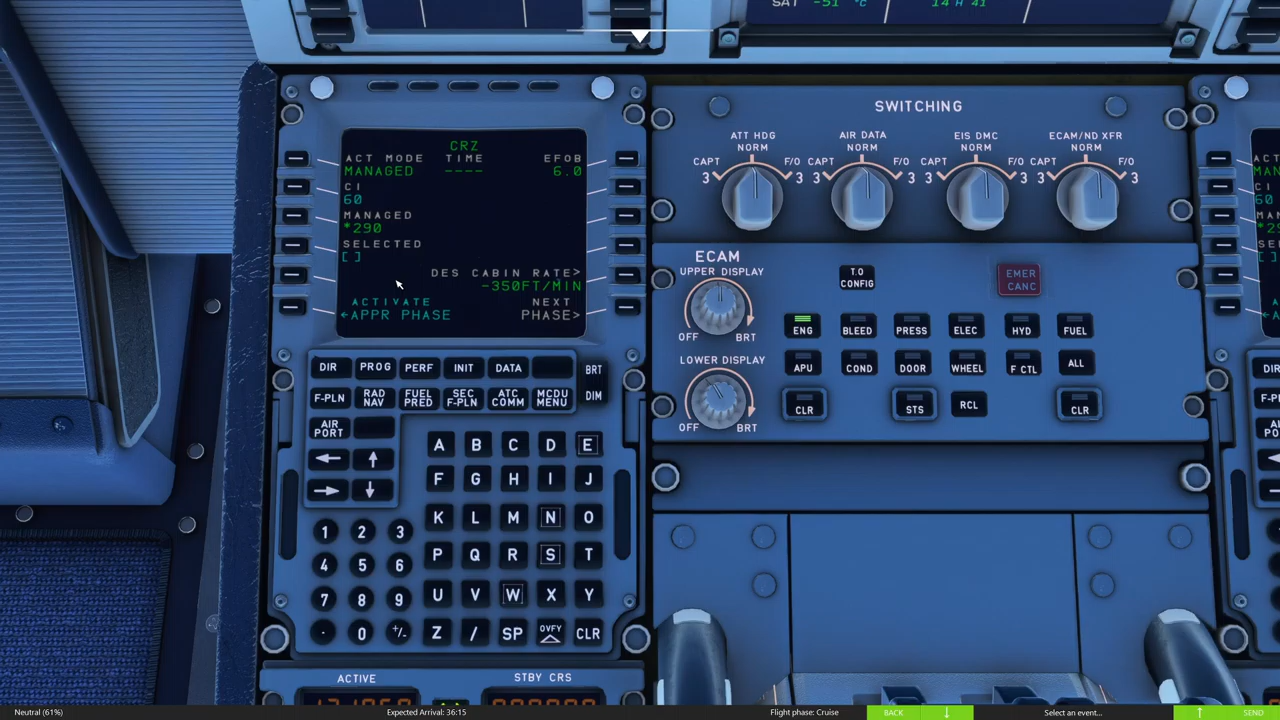 SAT -51 °C
14 H 41
CRZ
ACT MODE TIME EFOB
MANAGED ---- 6.0
CI
60
MANAGED
*290
SELECTED
[ ]
DES CABIN RATE>
-350FT/MIN
ACTIVATE NEXT
←APPR PHASE PHASE>
DIR PROG PERF INIT DATA
BRT
DIM
F-PLN RAD NAV FUEL PRED SEC F-PLN ATC COMM MCDU MENU
AIR PORT
← ↑
→ ↓
A B C D E
F G H I J
K L M N O
P Q R S T
U V W X Y
Z / SP OVFY CLR
1 2 3
4 5 6
7 8 9
. 0 +/-
ACTIVE STBY CRS
SWITCHING
ATT HDG AIR DATA EIS DMC ECAM/ND XFR
NORM NORM NORM NORM
CAPT F/O CAPT F/O CAPT F/O CAPT F/O
3 3 3 3 3 3 3
ECAM
UPPER DISPLAY
OFF BRT
LOWER DISPLAY
OFF BRT
T.O CONFIG
EMER CANC
ENG BLEED PRESS ELEC HYD FUEL
APU COND DOOR WHEEL F CTL ALL
CLR STS RCL CLR
60
DIR
F-P
Neutral (61%) Expected Arrival: 36:15 Flight phase: Cruise BACK ↓ Select an event... ↑ SEND